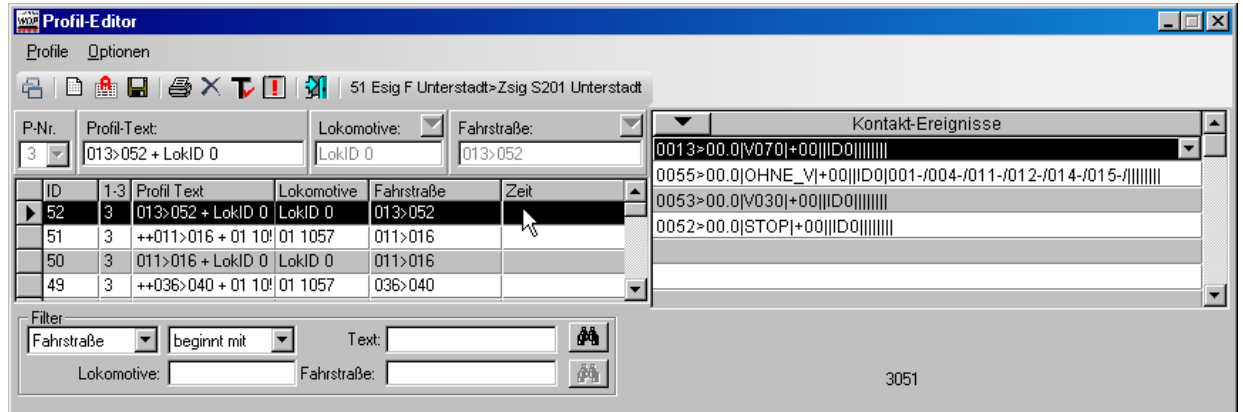 Profil-Editor
Profile Optionen
51 Esig F Unterstadt>Zsig S201 Unterstadt
P-Nr. Profil-Text: Lokomotive: Fahrstraße:
3 013>052 + LokID 0 LokID 0 013>052
ID 1-3 Profil Text Lokomotive Fahrstraße Zeit
52 3 013>052 + LokID 0 LokID 0 013>052
51 3 ++011>016 + 01 10 01 1057 011>016
50 3 011>016 + LokID 0 LokID 0 011>016
49 3 ++036>040 + 01 10 01 1057 036>040
Kontakt-Ereignisse
0013>00.0|V070|+00||ID0||||||||
0055>00.0|OHNE_V|+00||ID0|001-/004-/011-/012-/014-/015-/||||||||
0053>00.0|V030|+00||ID0||||||||
0052>00.0|STOP|+00||ID0||||||||
Filter
Fahrstraße beginnt mit Text:
Lokomotive: Fahrstraße:
3051